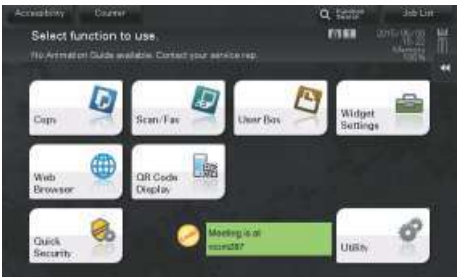 Accessibility
Counter
Function
Search
Job List
Select function to use.
No Animation Guide available. Contact your service rep.
Memory
100%
Copy
Scan/Fax
User Box
Widget
Settings
Web
Browser
QR Code
Display
Quick
Security
Meeting is at
Utility